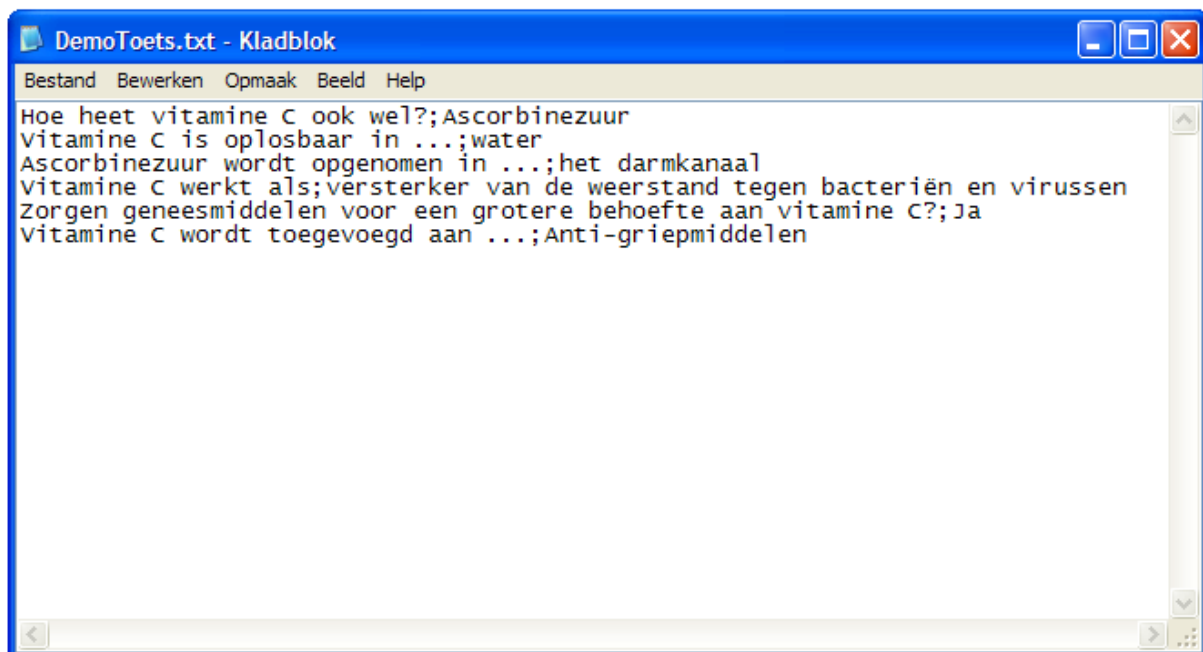 DemoToets.txt - Kladblok
Bestand Bewerken Opmaak Beeld Help
Hoe heet vitamine C ook wel?;Ascorbinezuur
Vitamine C is oplosbaar in ...;water
Ascorbinezuur wordt opgenomen in ...;het darmkanaal
Vitamine C werkt als;versterker van de weerstand tegen bacteriën en virussen
Zorgen geneesmiddelen voor een grotere behoefte aan vitamine C?;Ja
Vitamine C wordt toegevoegd aan ...;Anti-griepmiddelen